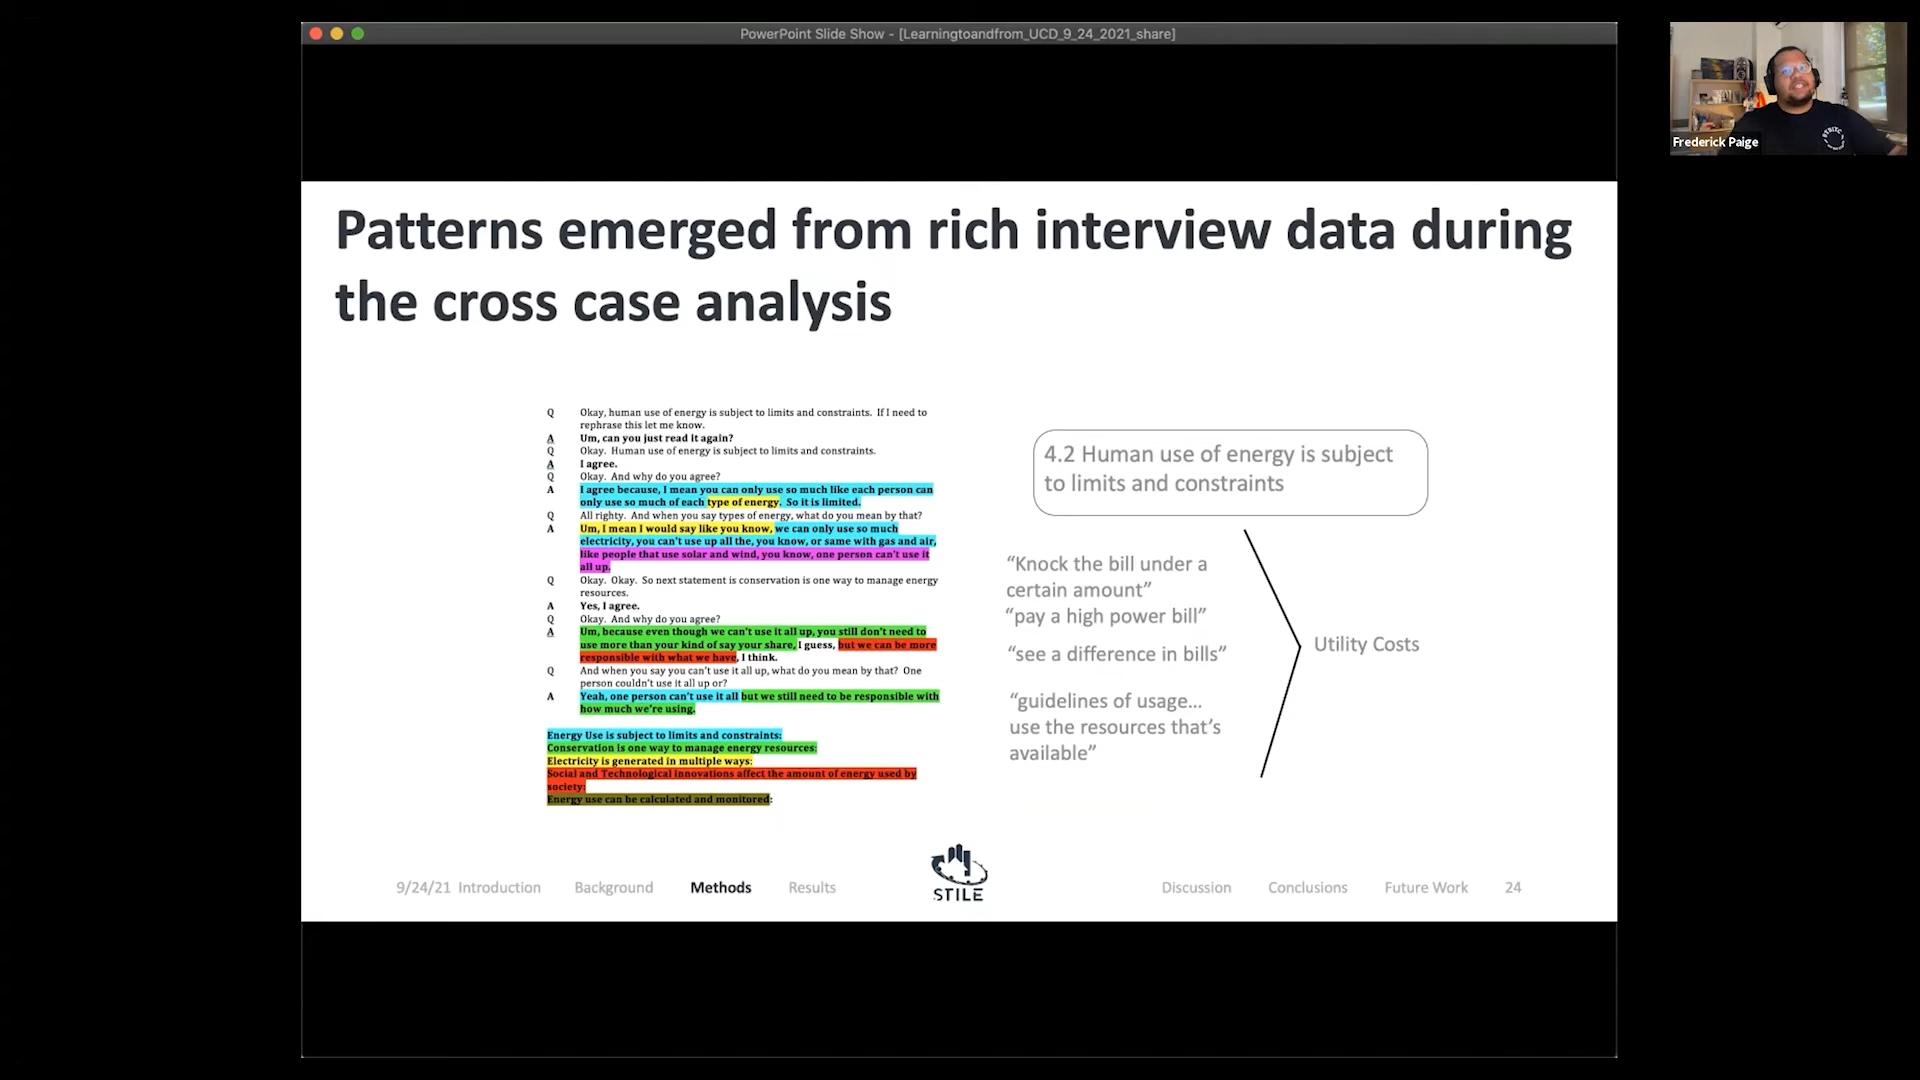 PowerPoint Slide Show - [Learningtoandfrom_UCD_9_24_2021_share]
Frederick Paige
Patterns emerged from rich interview data during
the cross case analysis
Q Okay, human use of energy is subject to limits and constraints. If I need to
rephrase this let me know.
A Um, can you just read it again?
Q Okay. Human use of energy is subject to limits and constraints.
A I agree.
Q Okay. And why do you agree?
A I agree because, I mean you can only use so much like each person can
only use so much of each type of energy. So it is limited.
Q All righty. And when you say types of energy, what do you mean by that?
A Um, I mean I would say like you know, we can only use so much
electricity, you can't use up all the, you know, or same with gas and air,
like people that use solar and wind, you know, one person can't use it
all up.
Q Okay. Okay. So next statement is conservation is one way to manage energy
resources.
A Yes, I agree.
Q Okay. And why do you agree?
A Um, because even though we can't use it all up, you still don't need to
use more than your kind of say your share, I guess, but we can be more
responsible with what we have, I think.
Q And when you say you can't use it all up, what do you mean by that? One
person couldn't use it all up or?
A Yeah, one person can't use it all but we still need to be responsible with
how much we're using.
Energy Use is subject to limits and constraints:
Conservation is one way to manage energy resources:
Electricity is generated in multiple ways:
Social and Technological innovations affect the amount of energy used by
society:
Energy use can be calculated and monitored:
4.2 Human use of energy is subject
to limits and constraints
“Knock the bill under a
certain amount”
“pay a high power bill”
“see a difference in bills”
“guidelines of usage…
use the resources that’s
available”
Utility Costs
9/24/21 Introduction Background Methods Results
STILE
Discussion Conclusions Future Work 24